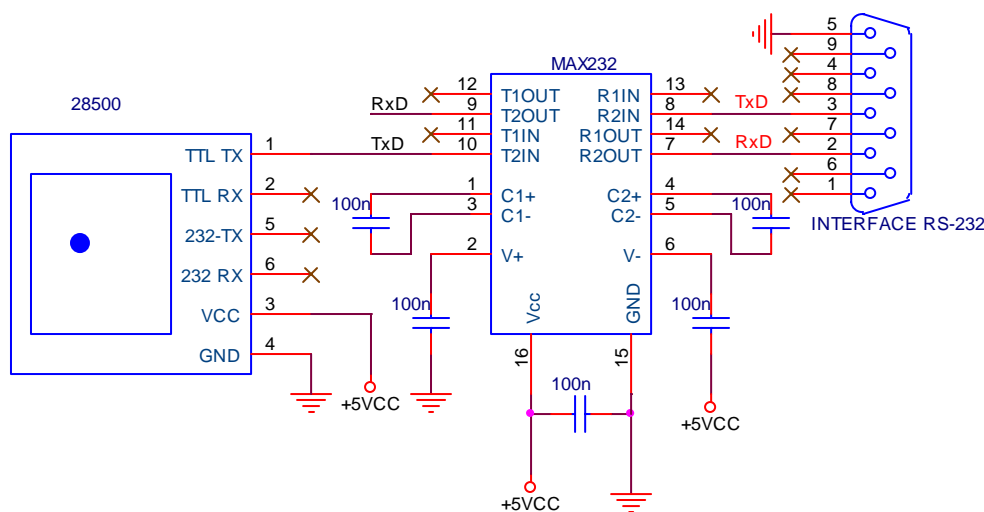 28500
TTL TX 1
TTL RX 2
232-TX 5
232 RX 6
VCC 3
GND 4
+5VCC
MAX232
12 T1OUT R1IN 13
RxD 9 T2OUT R2IN 8 TxD
11 T1IN R1OUT 14
TxD 10 T2IN R2OUT 7 RxD
1 C1+ C2+ 4
100n 3 C1- C2- 5 100n
2 V+ V- 6
100n Vcc GND 100n
16 15
100n
+5VCC
+5VCC
5
9
4
8
3
7
2
6
1
INTERFACE RS-232